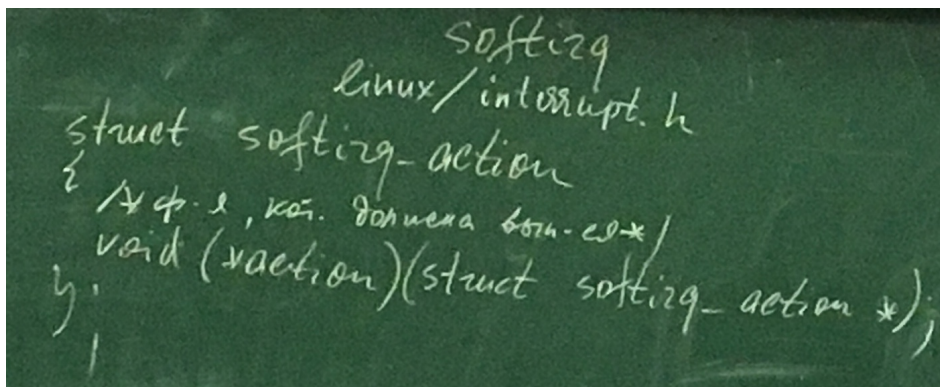 softirq
linux/interrupt.h
struct softirq_action
{
/* ф-я, кот. должна вып-ся */
void (*action)(struct softirq_action *);
};